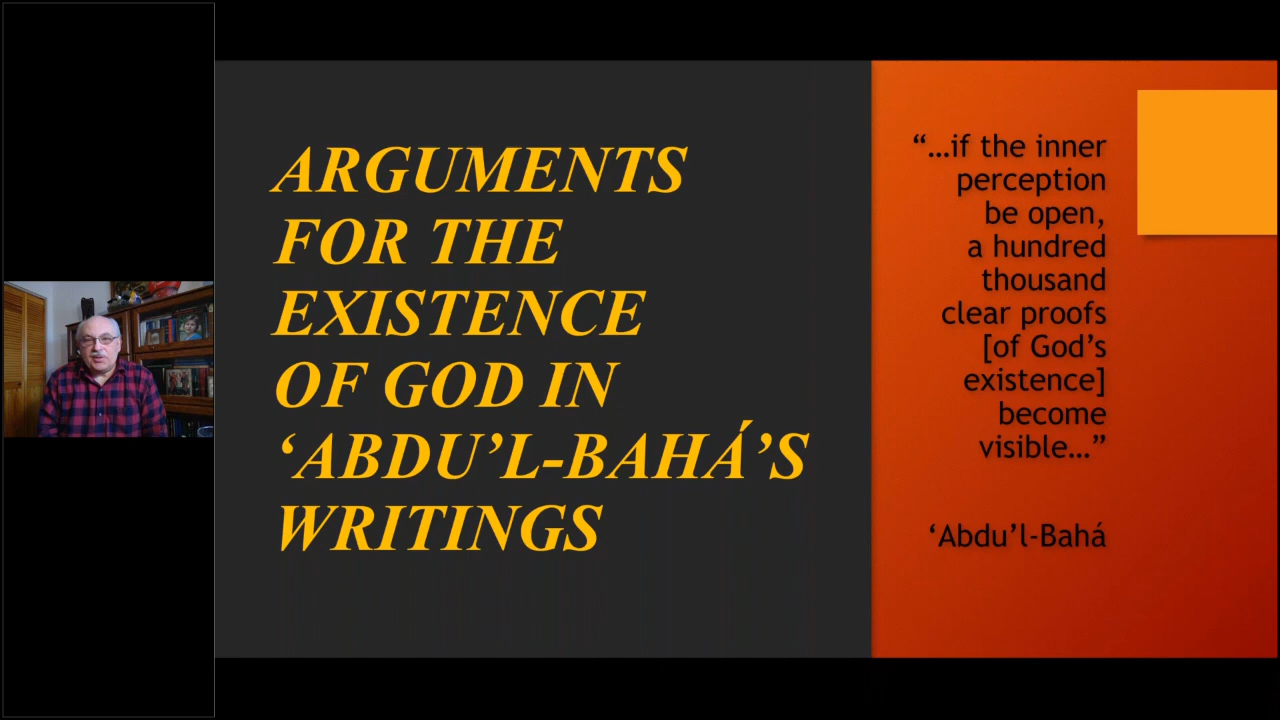 ARGUMENTS
FOR THE
EXISTENCE
OF GOD IN
‘ABDU’L-BAHÁ’S
WRITINGS
“…if the inner
perception
be open,
a hundred
thousand
clear proofs
[of God’s
existence]
become
visible…”
‘Abdu’l-Bahá